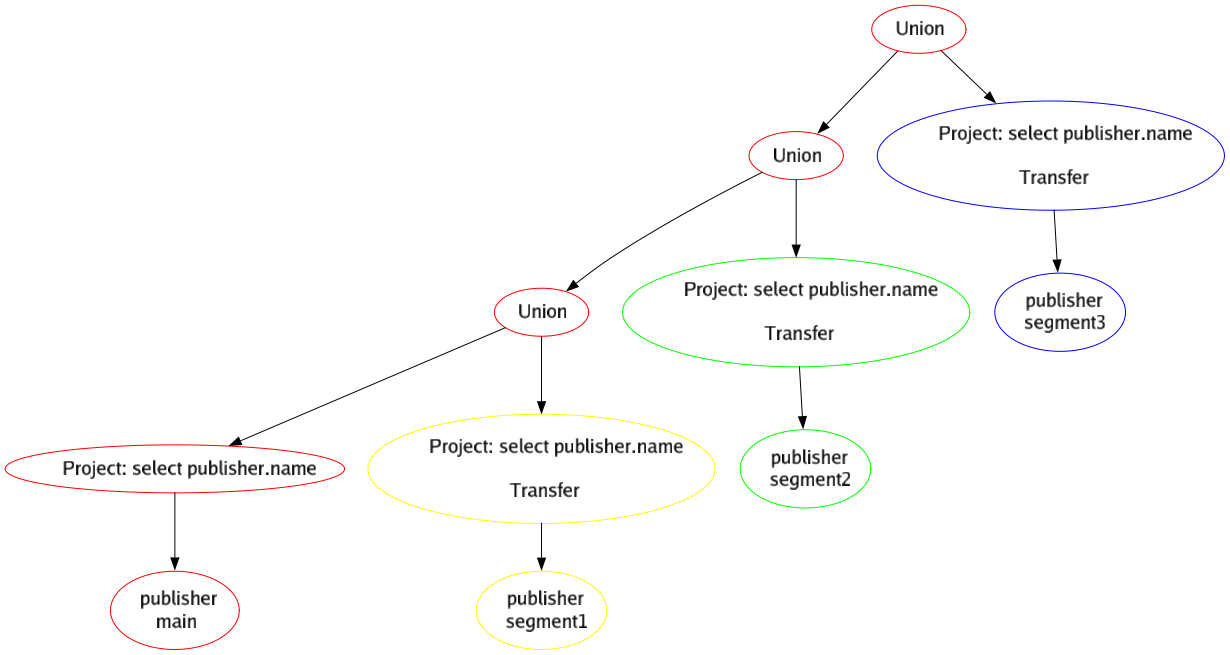 Union
Union
Project: select publisher.name
Transfer
Union
Project: select publisher.name
Transfer
publisher
segment3
Project: select publisher.name
Project: select publisher.name
Transfer
publisher
segment2
publisher
main
publisher
segment1